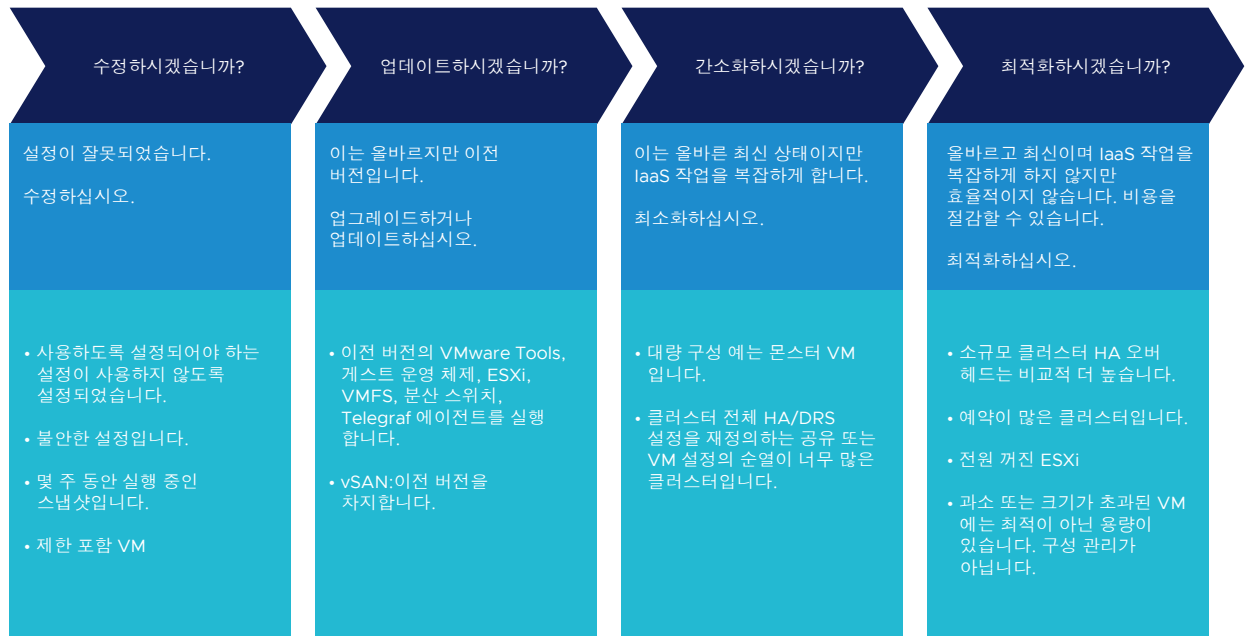 수정하시겠습니까?
설정이 잘못되었습니다.
수정하십시오.
• 사용하도록 설정되어야 하는
설정이 사용하지 않도록
설정되었습니다.
• 불안한 설정입니다.
• 몇 주 동안 실행 중인
스냅샷입니다.
• 제한 포함 VM
업데이트하시겠습니까?
이는 올바르지만 이전
버전입니다.
업그레이드하거나
업데이트하십시오.
• 이전 버전의 VMware Tools,
게스트 운영 체제, ESXi,
VMFS, 분산 스위치,
Telegraf 에이전트를 실행
합니다.
• vSAN:이전 버전을
차지합니다.
간소화하시겠습니까?
이는 올바른 최신 상태이지만
IaaS 작업을 복잡하게 합니다.
최소화하십시오.
• 대량 구성 예는 몬스터 VM
입니다.
• 클러스터 전체 HA/DRS
설정을 재정의하는 공유 또는
VM 설정의 순열이 너무 많은
클러스터입니다.
최적화하시겠습니까?
올바르고 최신이며 IaaS 작업을
복잡하게 하지 않지만
효율적이지 않습니다. 비용을
절감할 수 있습니다.
최적화하십시오.
• 소규모 클러스터 HA 오버
헤드는 비교적 더 높습니다.
• 예약이 많은 클러스터입니다.
• 전원 꺼진 ESXi
• 과소 또는 크기가 초과된 VM
에는 최적이 아닌 용량이
있습니다. 구성 관리가
아닙니다.